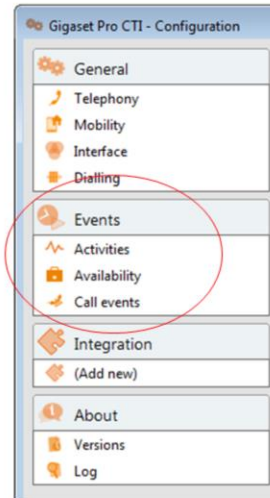 Gigaset Pro CTI - Configuration
General
Telephony
Mobility
Interface
Dialling
Events
Activities
Availability
Call events
Integration
(Add new)
About
Versions
Log